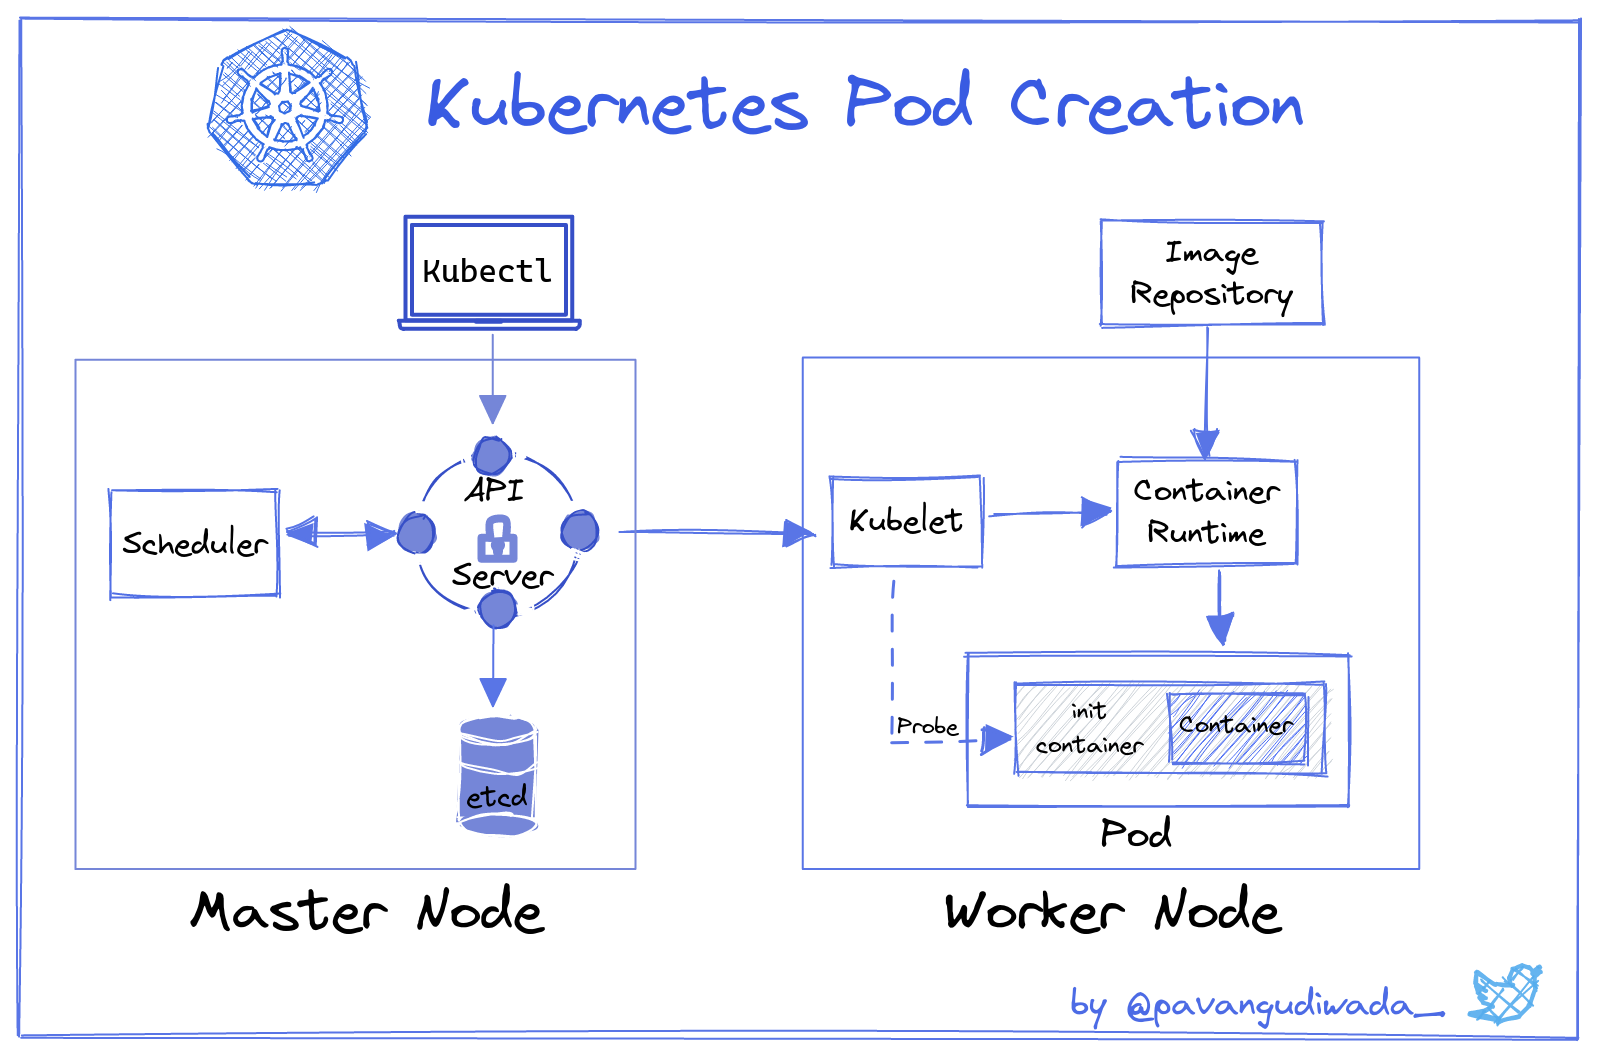 Kubernetes Pod Creation
Kubectl
Image
Repository
API
Server
Scheduler
etcd
Master Node
Kubelet
Container
Runtime
Probe
init
container
Container
Pod
Worker Node
by @pavangudiwada_